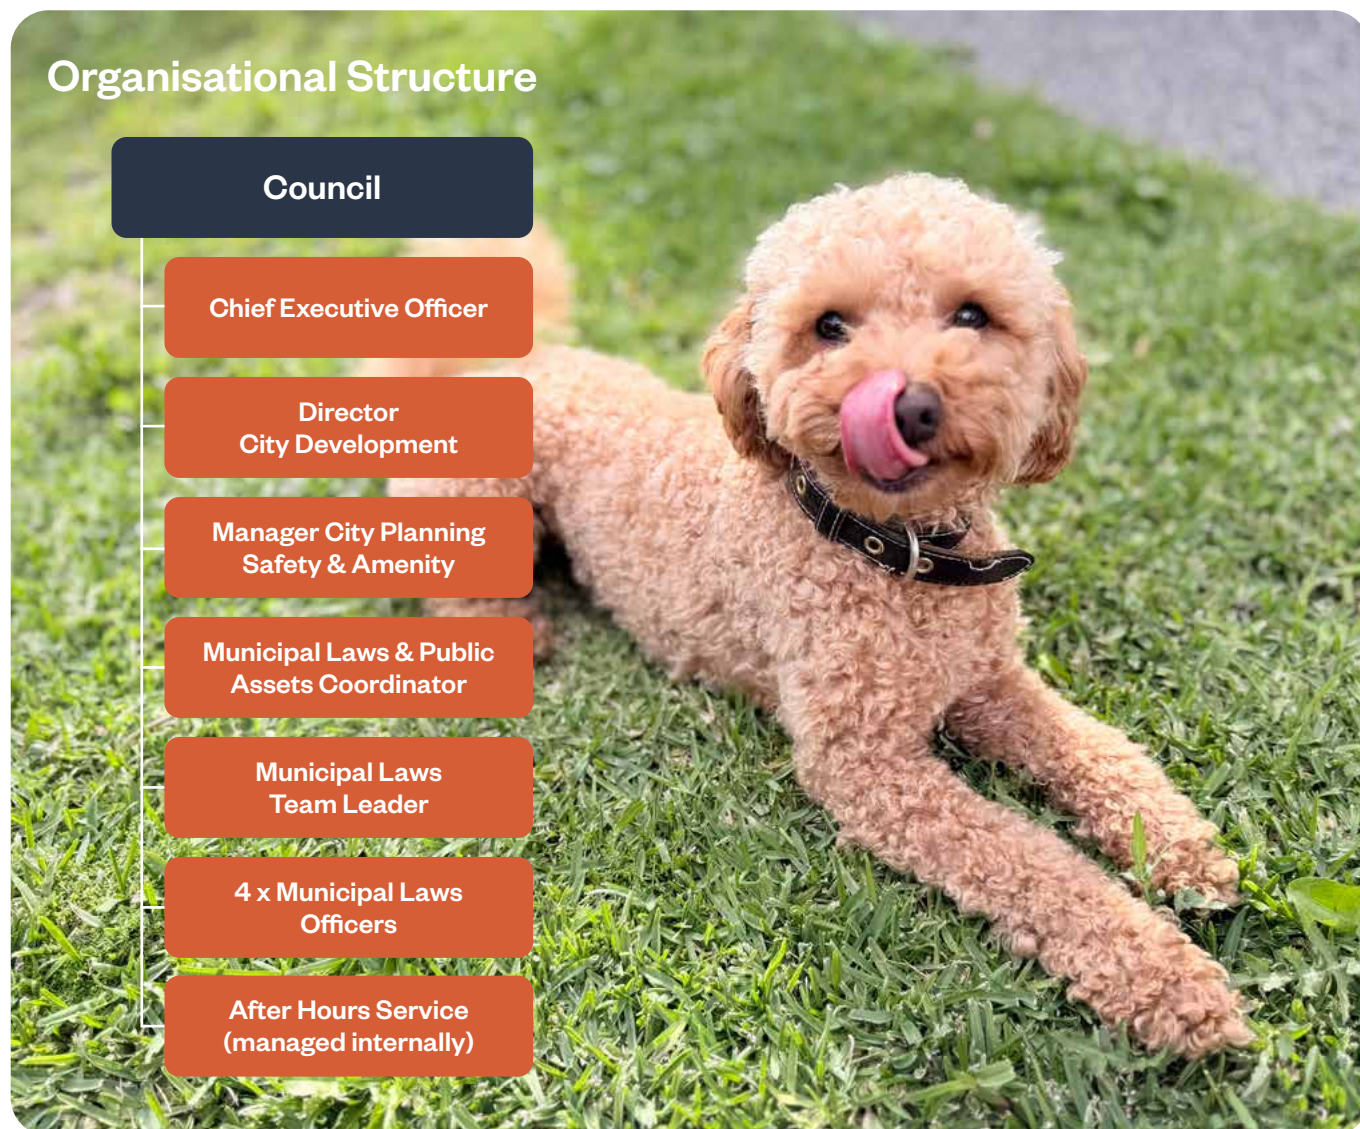 Organisational Structure
Council
Chief Executive Officer
Director
City Development
Manager City Planning
Safety & Amenity
Municipal Laws & Public
Assets Coordinator
Municipal Laws
Team Leader
4 x Municipal Laws
Officers
After Hours Service
(managed internally)